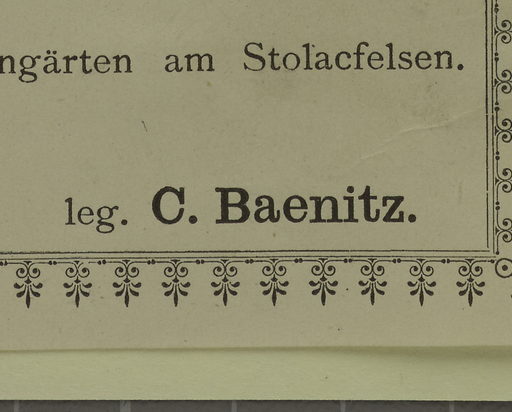 ngärten am Stolacfelsen.
leg. C. Baenitz.